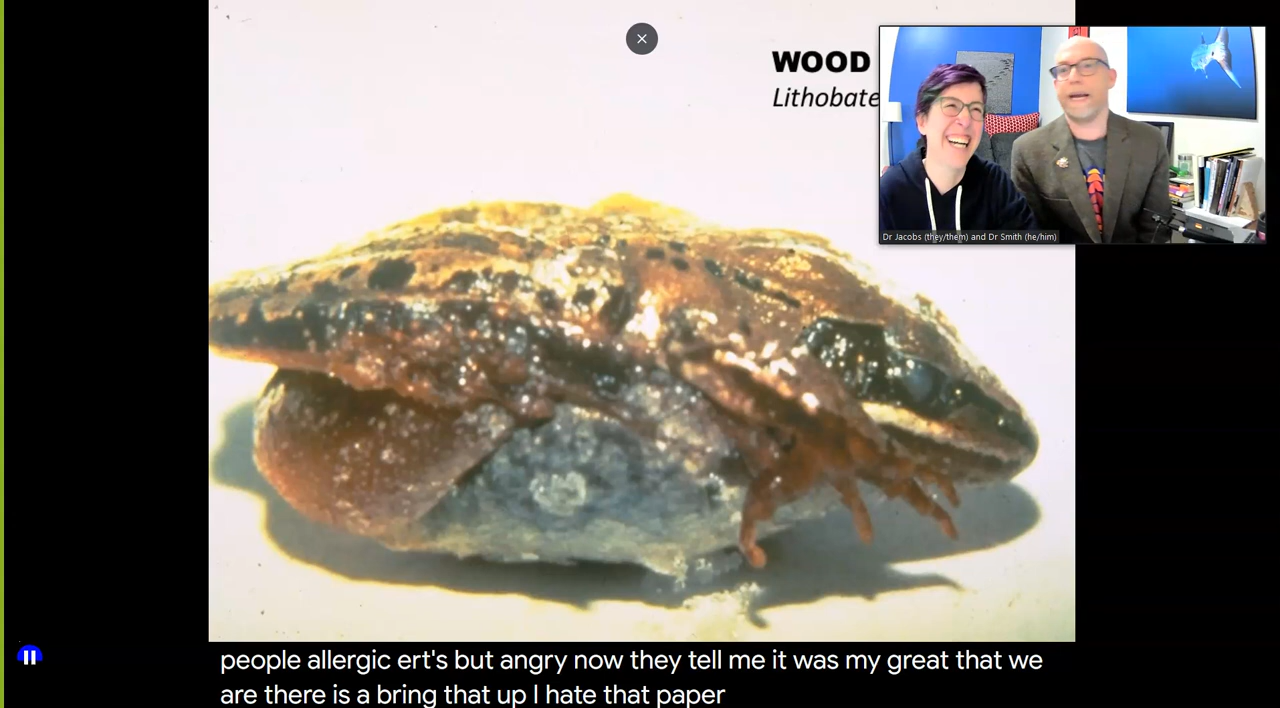 WOOD
Lithobate
Dr Jacobs (they/them) and Dr Smith (he/him)
people allergic ert's but angry now they tell me it was my great that we
are there is a bring that up I hate that paper